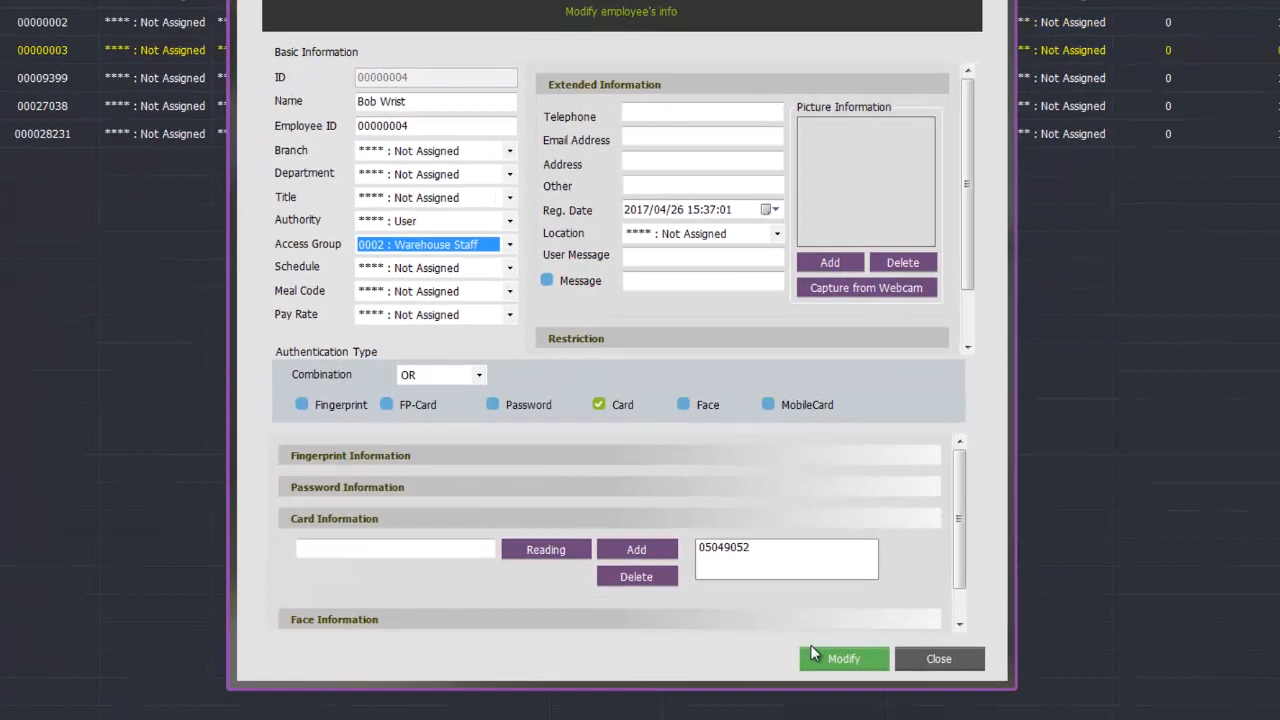 Modify employee's info
00000002 **** : Not Assigned **** : Not Assigned 0
00000003 **** : Not Assigned **** : Not Assigned 0
00009399 **** : Not Assigned **** : Not Assigned 0
00027038 **** : Not Assigned **** : Not Assigned 0
000028231 **** : Not Assigned **** : Not Assigned 0
Basic Information
ID 00000004
Name Bob Wrist
Employee ID 00000004
Branch **** : Not Assigned
Department **** : Not Assigned
Title **** : Not Assigned
Authority **** : User
Access Group 0002 : Warehouse Staff
Schedule **** : Not Assigned
Meal Code **** : Not Assigned
Pay Rate **** : Not Assigned
Extended Information
Telephone
Email Address
Address
Other
Reg. Date 2017/04/26 15:37:01
Location **** : Not Assigned
User Message
Message
Picture Information
Add Delete
Capture from Webcam
Restriction
Authentication Type
Combination OR
Fingerprint FP-Card Password Card Face MobileCard
Fingerprint Information
Password Information
Card Information
Reading Add 05049052
Delete
Face Information
Modify Close